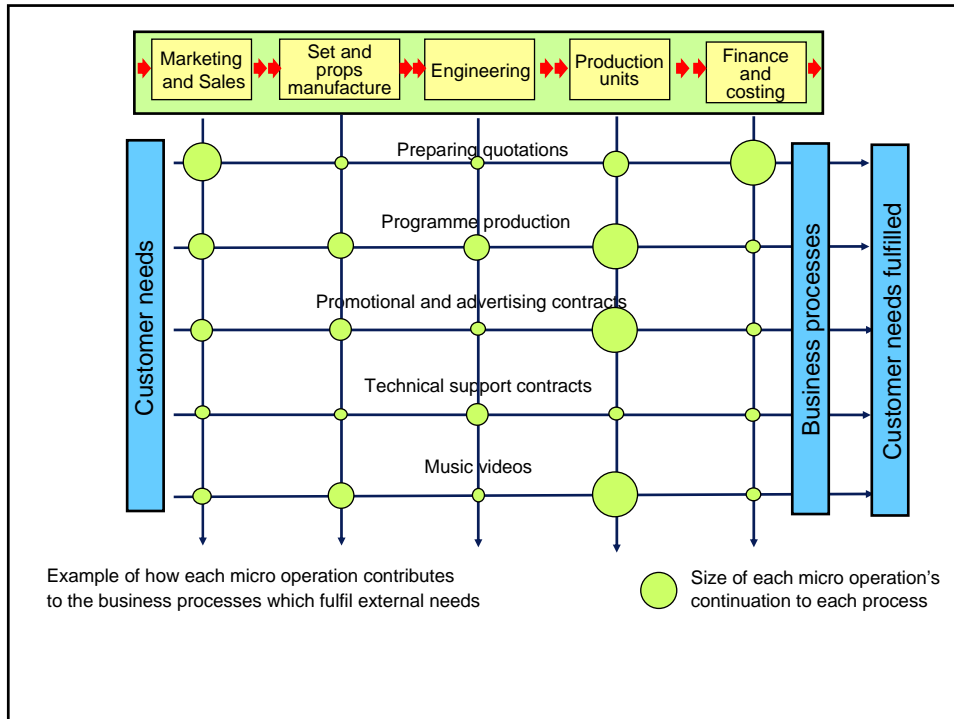 Marketing
and Sales
Set and
props
manufacture
Engineering
Production
units
Finance
and
costing
Customer needs
Preparing quotations
Programme production
Promotional and advertising contracts
Technical support contracts
Music videos
Business processes
Customer needs fulfilled
Example of how each micro operation contributes
to the business processes which fulfil external needs
Size of each micro operation's
continuation to each process